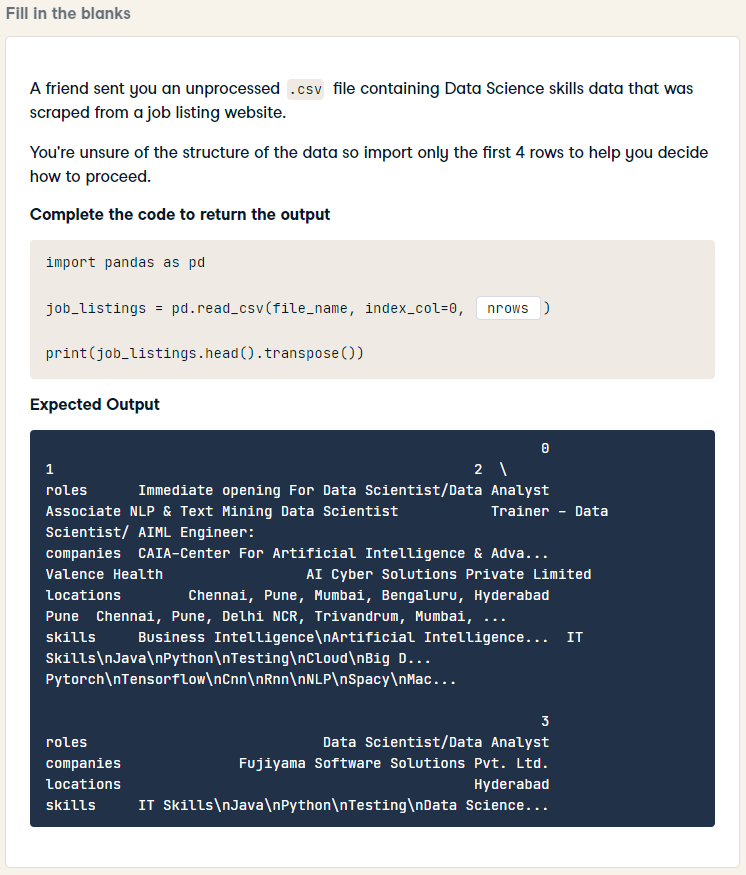 Fill in the blanks
A friend sent you an unprocessed .csv file containing Data Science skills data that was
scraped from a job listing website.
You're unsure of the structure of the data so import only the first 4 rows to help you decide
how to proceed.
Complete the code to return the output
import pandas as pd
job_listings = pd.read_csv(file_name, index_col=0, nrows )
print(job_listings.head().transpose())
Expected Output
0
1 2 \
roles Immediate opening For Data Scientist/Data Analyst
Associate NLP & Text Mining Data Scientist Trainer – Data
Scientist/ AIML Engineer:
companies CAIA-Center For Artificial Intelligence & Adva...
Valence Health AI Cyber Solutions Private Limited
locations Chennai, Pune, Mumbai, Bengaluru, Hyderabad
Pune Chennai, Pune, Delhi NCR, Trivandrum, Mumbai, ...
skills Business Intelligence\nArtificial Intelligence... IT
Skills\nJava\nPython\nTesting\nCloud\nBig D...
Pytorch\nTensorflow\nCnn\nRnn\nNLP\nSpacy\nMac...
3
roles Data Scientist/Data Analyst
companies Fujiyama Software Solutions Pvt. Ltd.
locations Hyderabad
skills IT Skills\nJava\nPython\nTesting\nData Science...